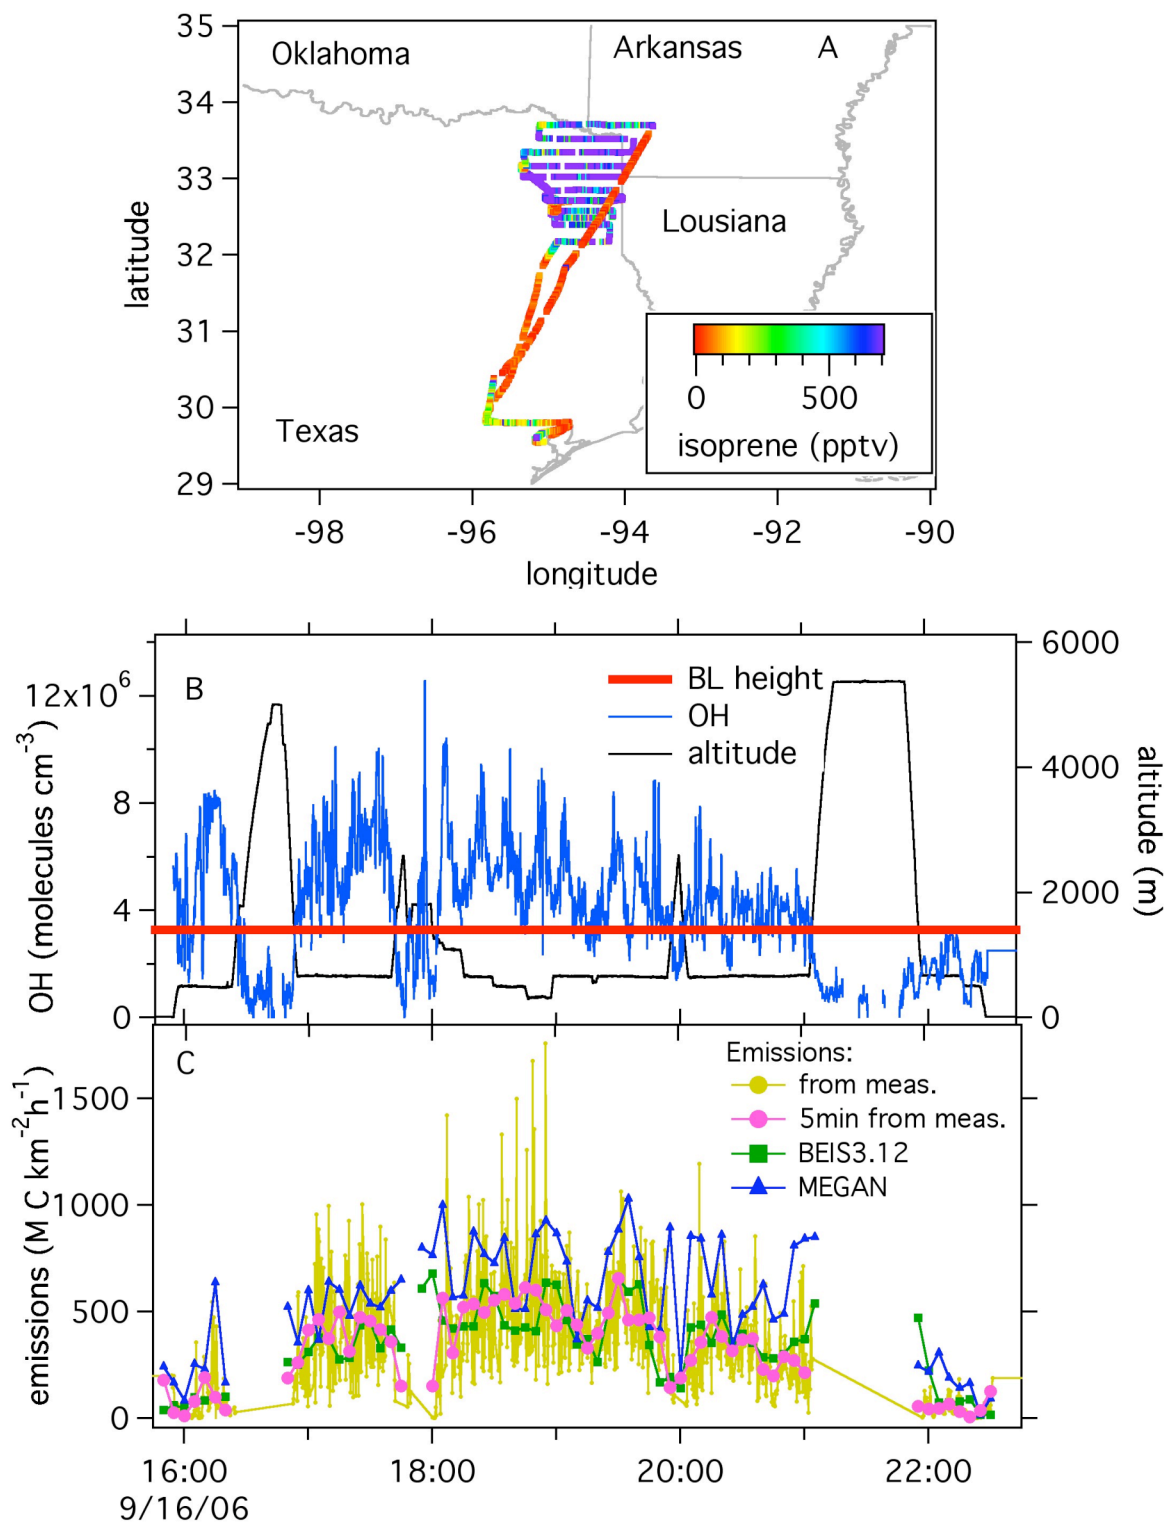 35
Oklahoma
Arkansas
A
34
33
Lousiana
latitude
32
31
30
0
500
Texas
isoprene (pptv)
29
-98
-96
-94
-92
-90
longitude
6000
B
BL height
12x10⁶
OH
altitude
OH (molecules cm⁻³)
4000
8
altitude (m)
4
2000
0
0
C
Emissions:
from meas.
1500
5min from meas.
BEIS3.12
MEGAN
1000
emissions (M C km⁻²h⁻¹)
500
0
16:00
18:00
20:00
22:00
9/16/06